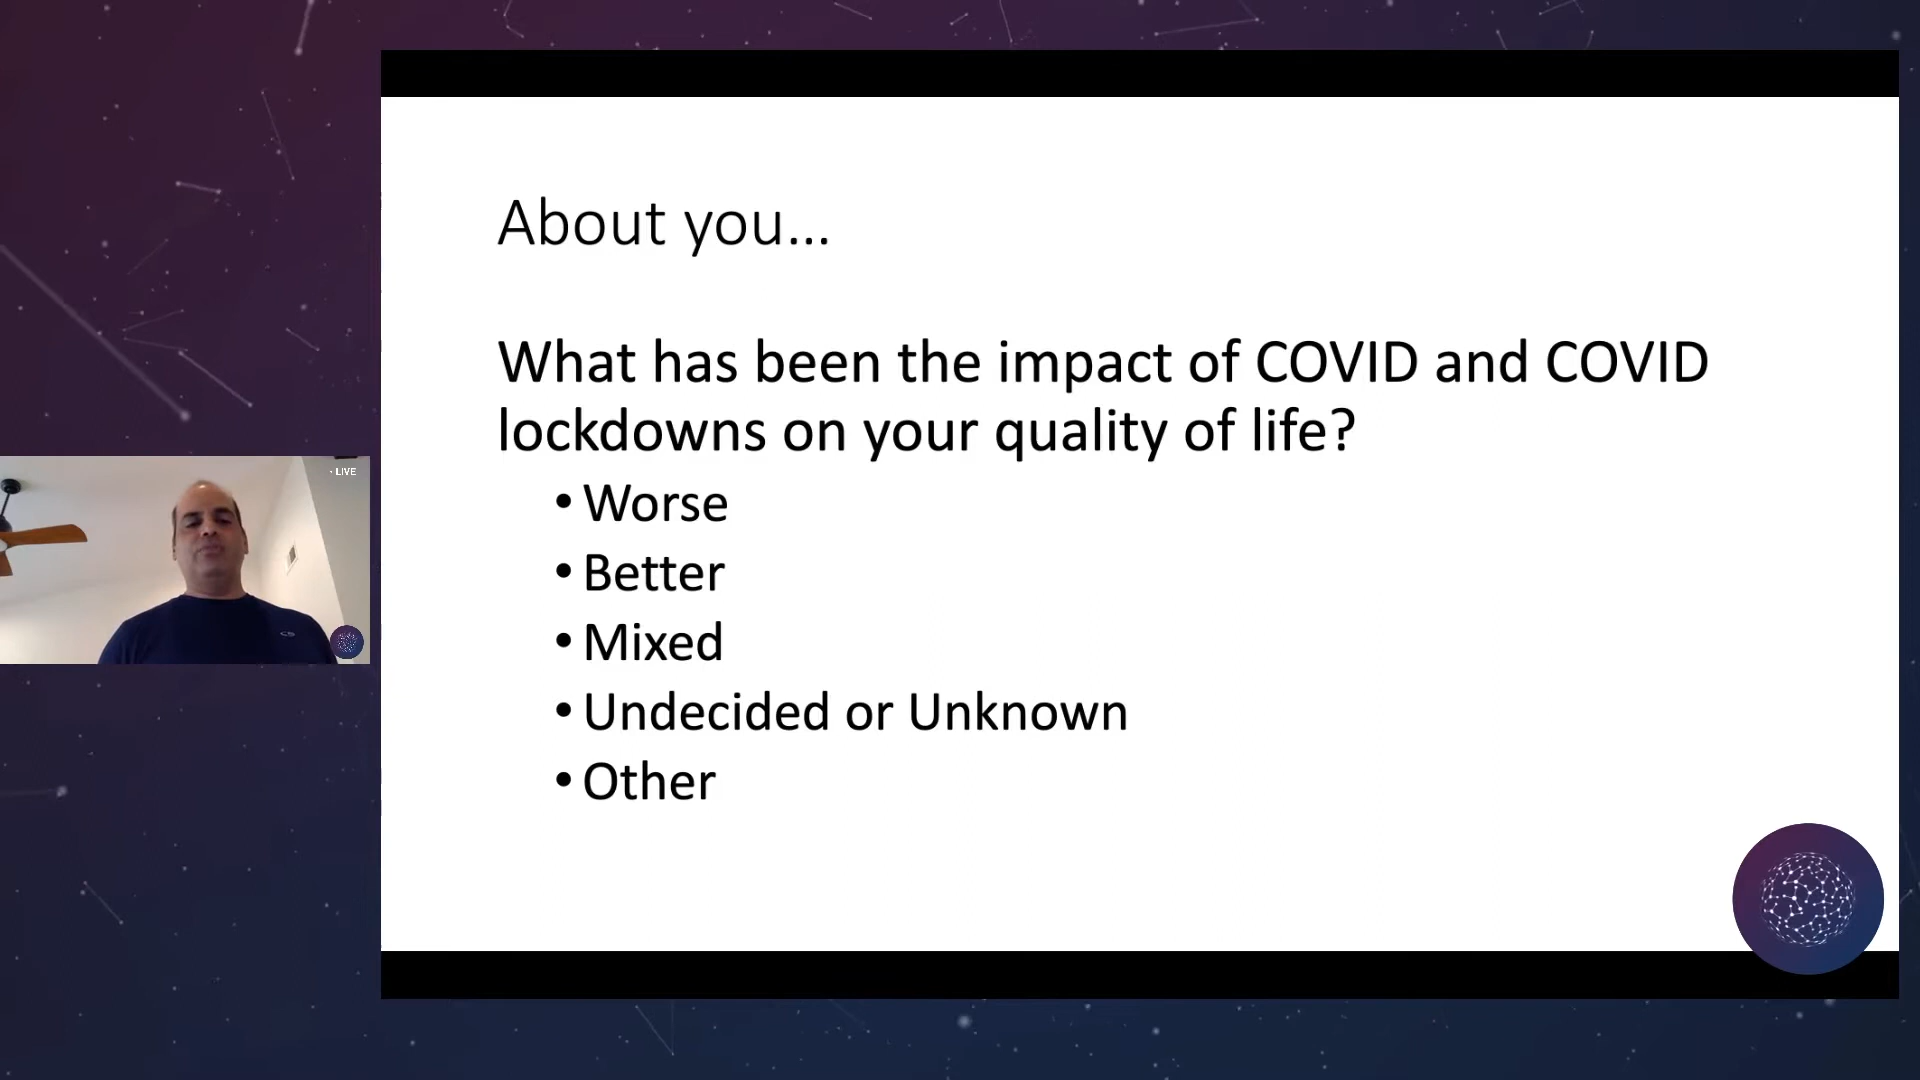 About you...
What has been the impact of COVID and COVID
lockdowns on your quality of life?
• Worse
• Better
• Mixed
• Undecided or Unknown
• Other
LIVE